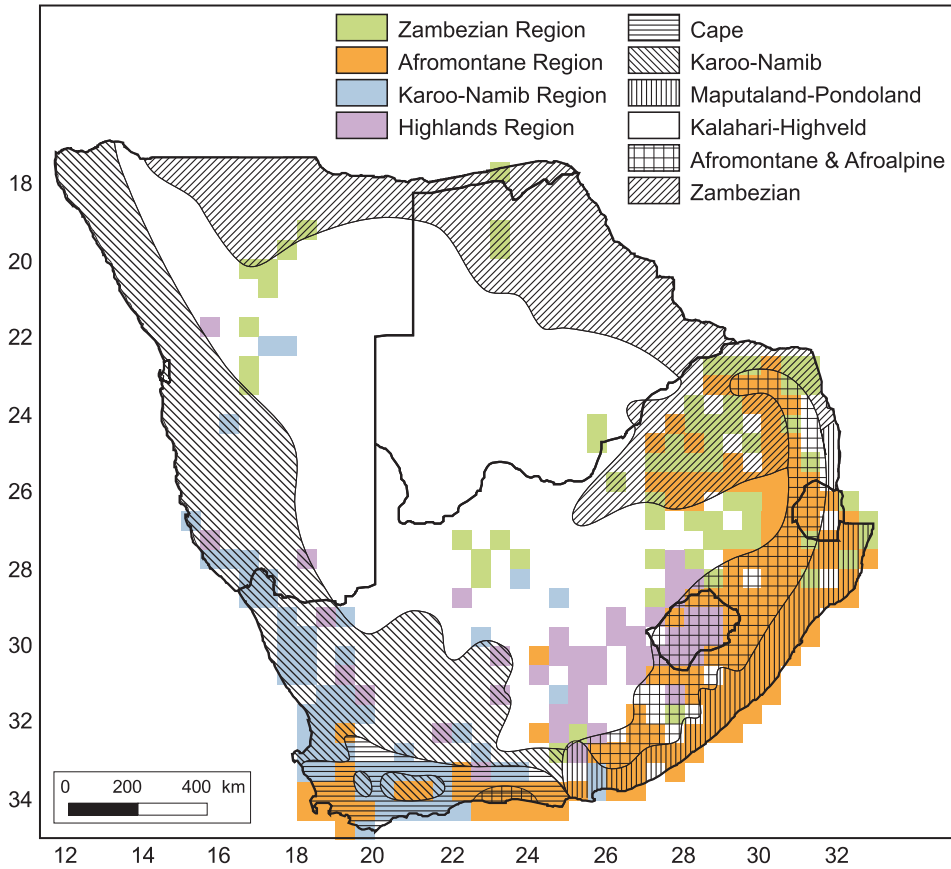 Zambezian Region
Afromontane Region
Karoo-Namib Region
Highlands Region
Cape
Karoo-Namib
Maputaland-Pondoland
Kalahari-Highveld
Afromontane & Afroalpine
Zambezian
18
20
22
24
26
28
30
32
34
0 200 400 km
12 14 16 18 20 22 24 26 28 30 32